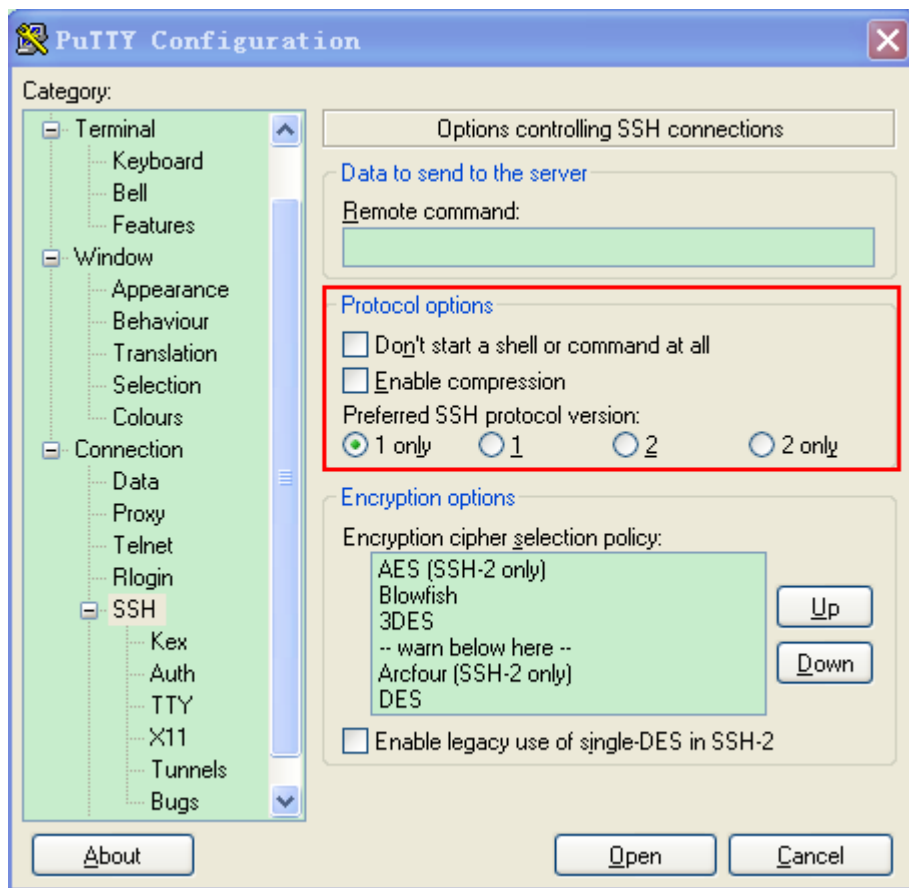 PuTTY Configuration
Category:
Terminal
Keyboard
Bell
Features
Window
Appearance
Behaviour
Translation
Selection
Colours
Connection
Data
Proxy
Telnet
Rlogin
SSH
Kex
Auth
TTY
X11
Tunnels
Bugs
Options controlling SSH connections
Data to send to the server
Remote command:
Protocol options
Don't start a shell or command at all
Enable compression
Preferred SSH protocol version:
1 only 1 2 2 only
Encryption options
Encryption cipher selection policy:
AES (SSH-2 only)
Blowfish
3DES
-- warn below here --
Arcfour (SSH-2 only)
DES
Up
Down
Enable legacy use of single-DES in SSH-2
About Open Cancel